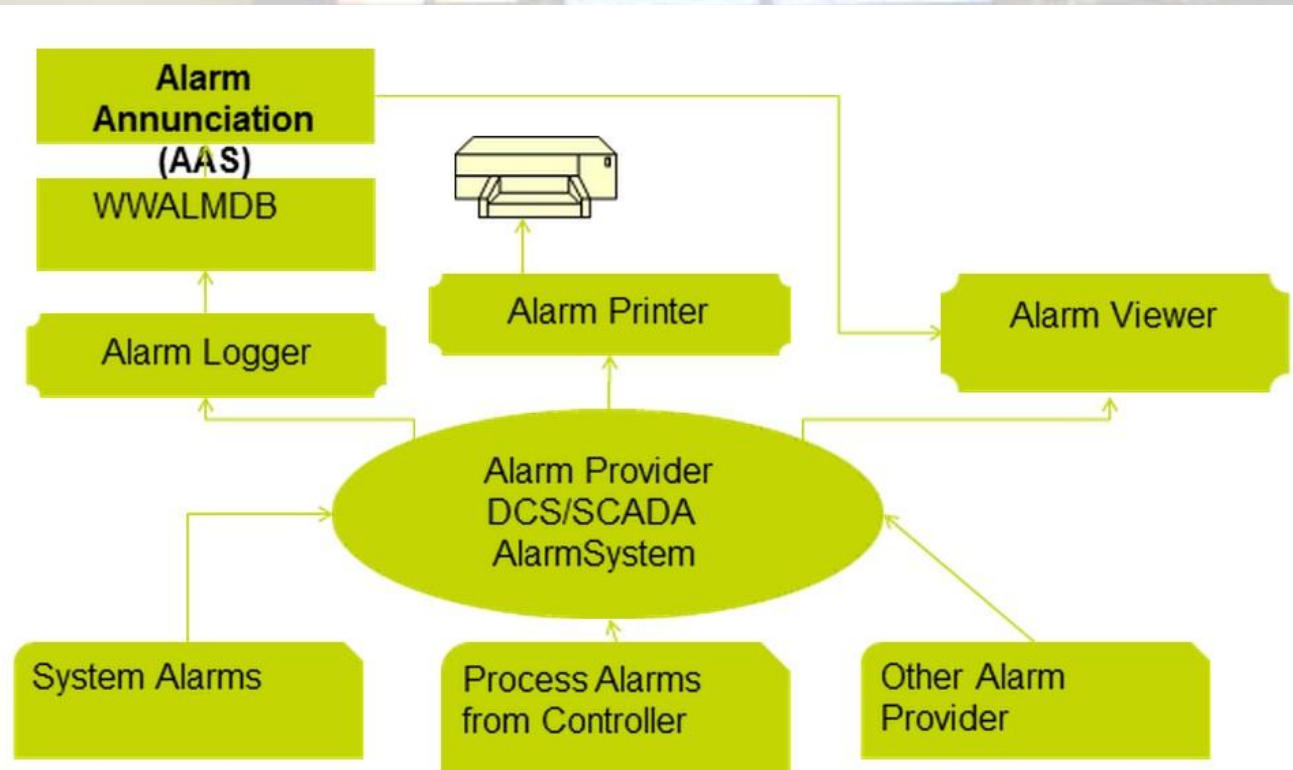 Alarm
Annunciation
(AAS)
WWALMDB
Alarm Logger
Alarm Printer
Alarm Viewer
Alarm Provider
DCS/SCADA
AlarmSystem
System Alarms
Process Alarms
from Controller
Other Alarm
Provider